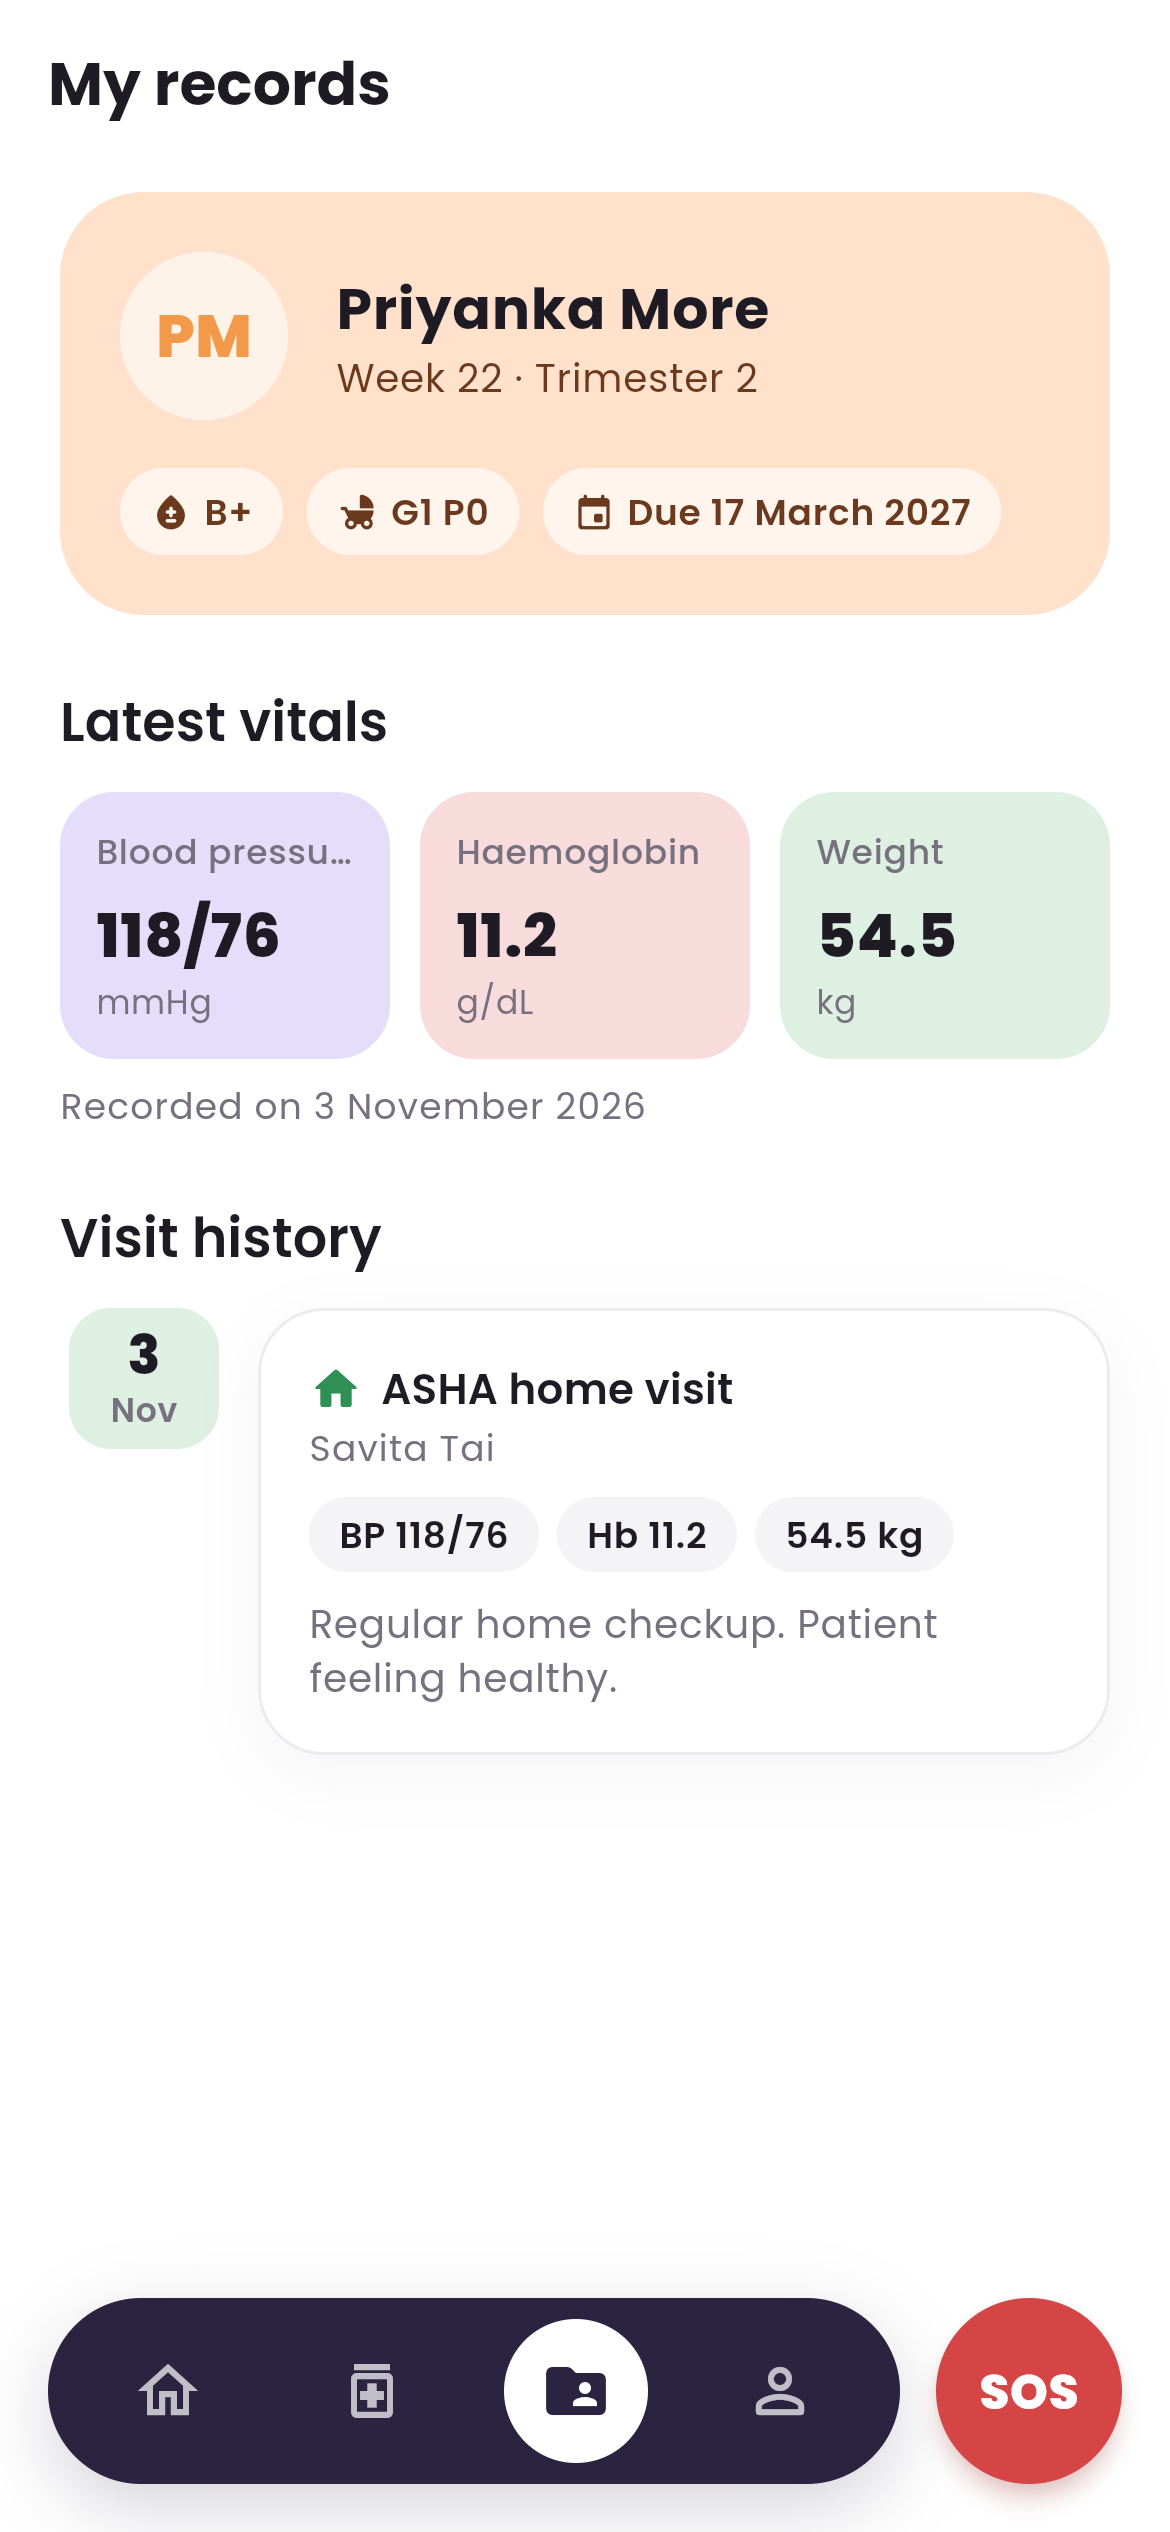 My records
PM
Priyanka More
Week 22 · Trimester 2
B+
G1 P0
Due 17 March 2027
Latest vitals
Blood pressu...
118/76
mmHg
Haemoglobin
11.2
g/dL
Weight
54.5
kg
Recorded on 3 November 2026
Visit history
3
Nov
ASHA home visit
Savita Tai
BP 118/76
Hb 11.2
54.5 kg
Regular home checkup. Patient
feeling healthy.
SOS